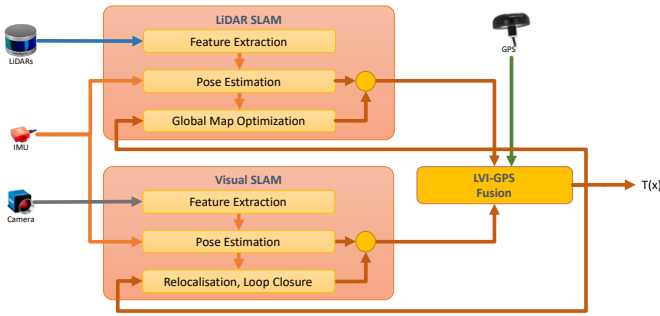 LiDAR SLAM
Feature Extraction
LiDARs
GPS
Pose Estimation
Global Map Optimization
IMU
Visual SLAM
LVI-GPS
Fusion
T(x)
Feature Extraction
Camera
Pose Estimation
Relocalisation, Loop Closure